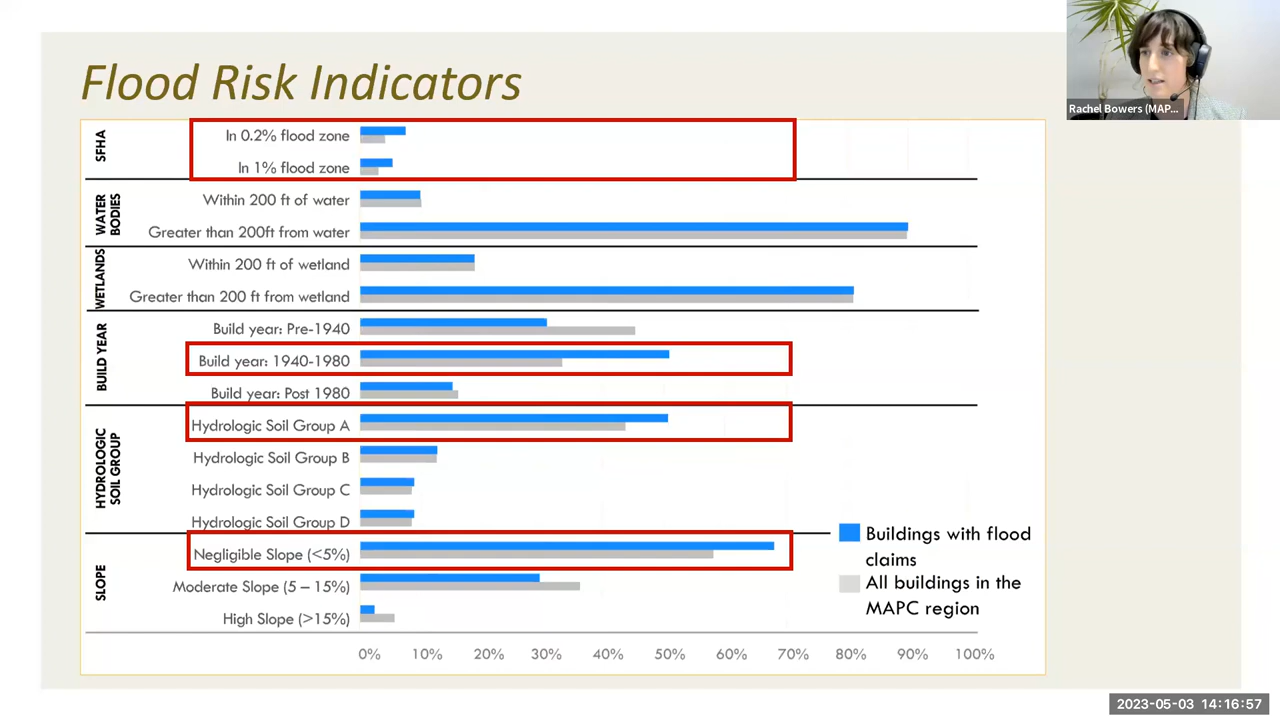 Flood Risk Indicators
Rachel Bowers (MAP...
SFHA
In 0.2% flood zone
In 1% flood zone
WATER
BODIES
Within 200 ft of water
Greater than 200ft from water
WETLANDS
Within 200 ft of wetland
Greater than 200 ft from wetland
BUILD YEAR
Build year: Pre-1940
Build year: 1940-1980
Build year: Post 1980
HYDROLOGIC
SOIL GROUP
Hydrologic Soil Group A
Hydrologic Soil Group B
Hydrologic Soil Group C
Hydrologic Soil Group D
SLOPE
Negligible Slope (<5%)
Moderate Slope (5 – 15%)
High Slope (>15%)
Buildings with flood
claims
All buildings in the
MAPC region
0% 10% 20% 30% 40% 50% 60% 70% 80% 90% 100%
2023-05-03 14:16:57